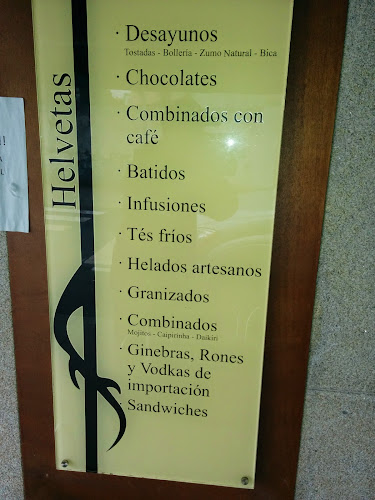 Helvetas
· Desayunos
Tostadas - Bolleria - Zumo Natural - Bica
· Chocolates
· Combinados con
café
· Batidos
· Infusiones
· Tés fríos
· Helados artesanos
· Granizados
· Combinados
Mojitos - Caipirinha - Daikiri
· Ginebras, Rones
y Vodkas de
importación
· Sandwiches